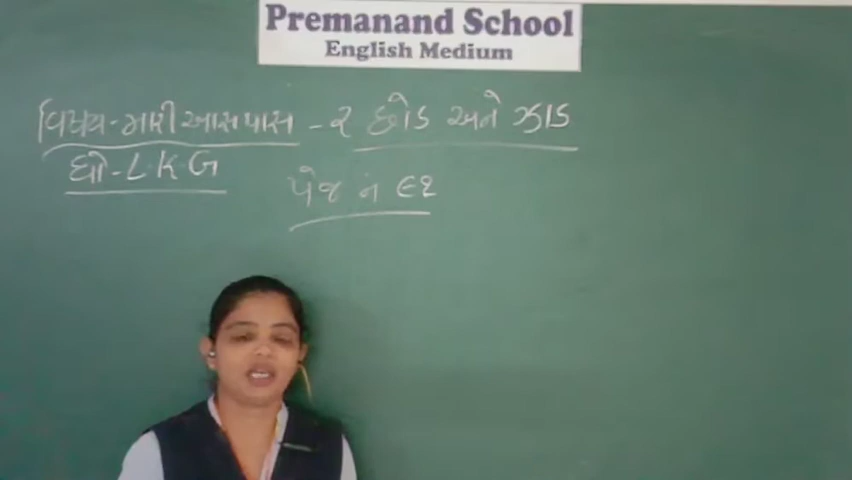 Premanand School
English Medium
વિષય-મારી આસપાસ - ૨ છોડ અને ઝાડ
ધો-LKG
પેજ નં ૯૨